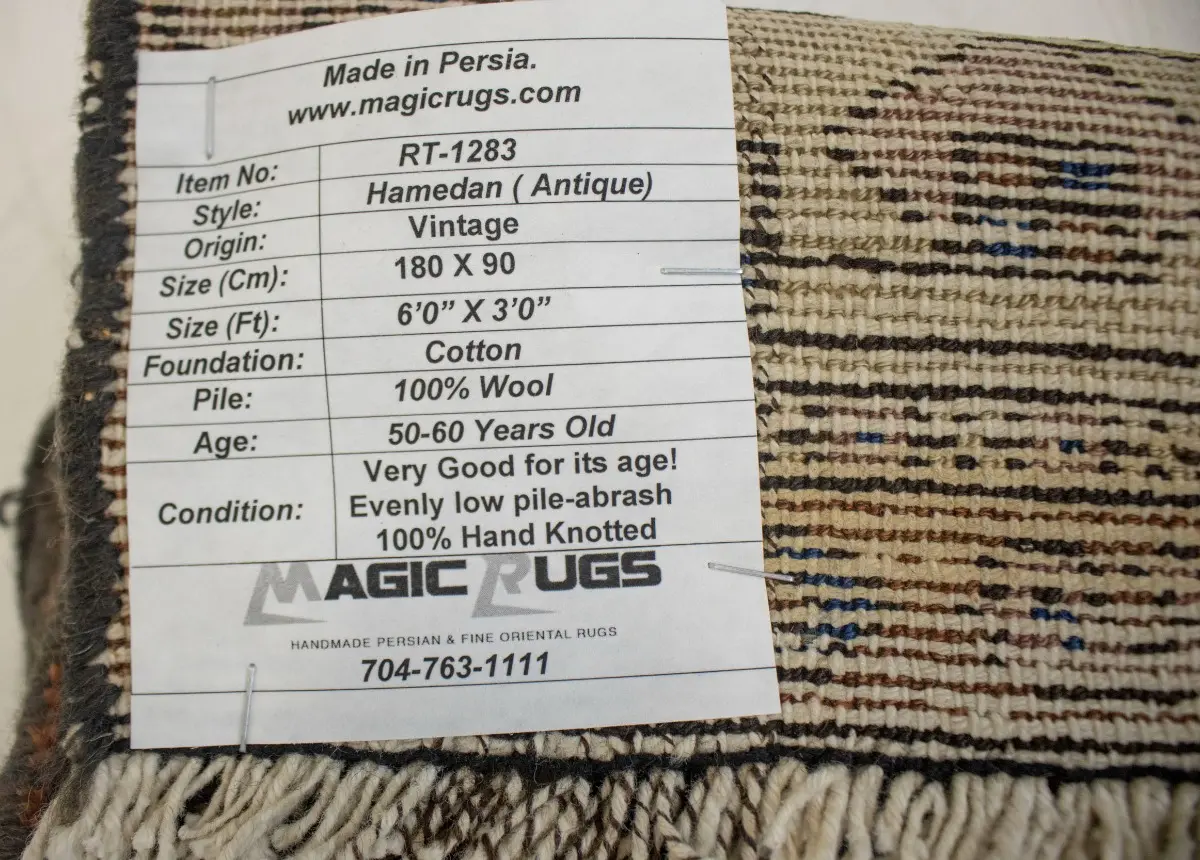 Made in Persia.
www.magicrugs.com
Item No: RT-1283
Style: Hamedan ( Antique)
Origin: Vintage
Size (Cm): 180 X 90
Size (Ft): 6’0” X 3’0”
Foundation: Cotton
Pile: 100% Wool
Age: 50-60 Years Old
Condition: Very Good for its age!
Evenly low pile-abrash
100% Hand Knotted
MAGIC RUGS
HANDMADE PERSIAN & FINE ORIENTAL RUGS
704-763-1111